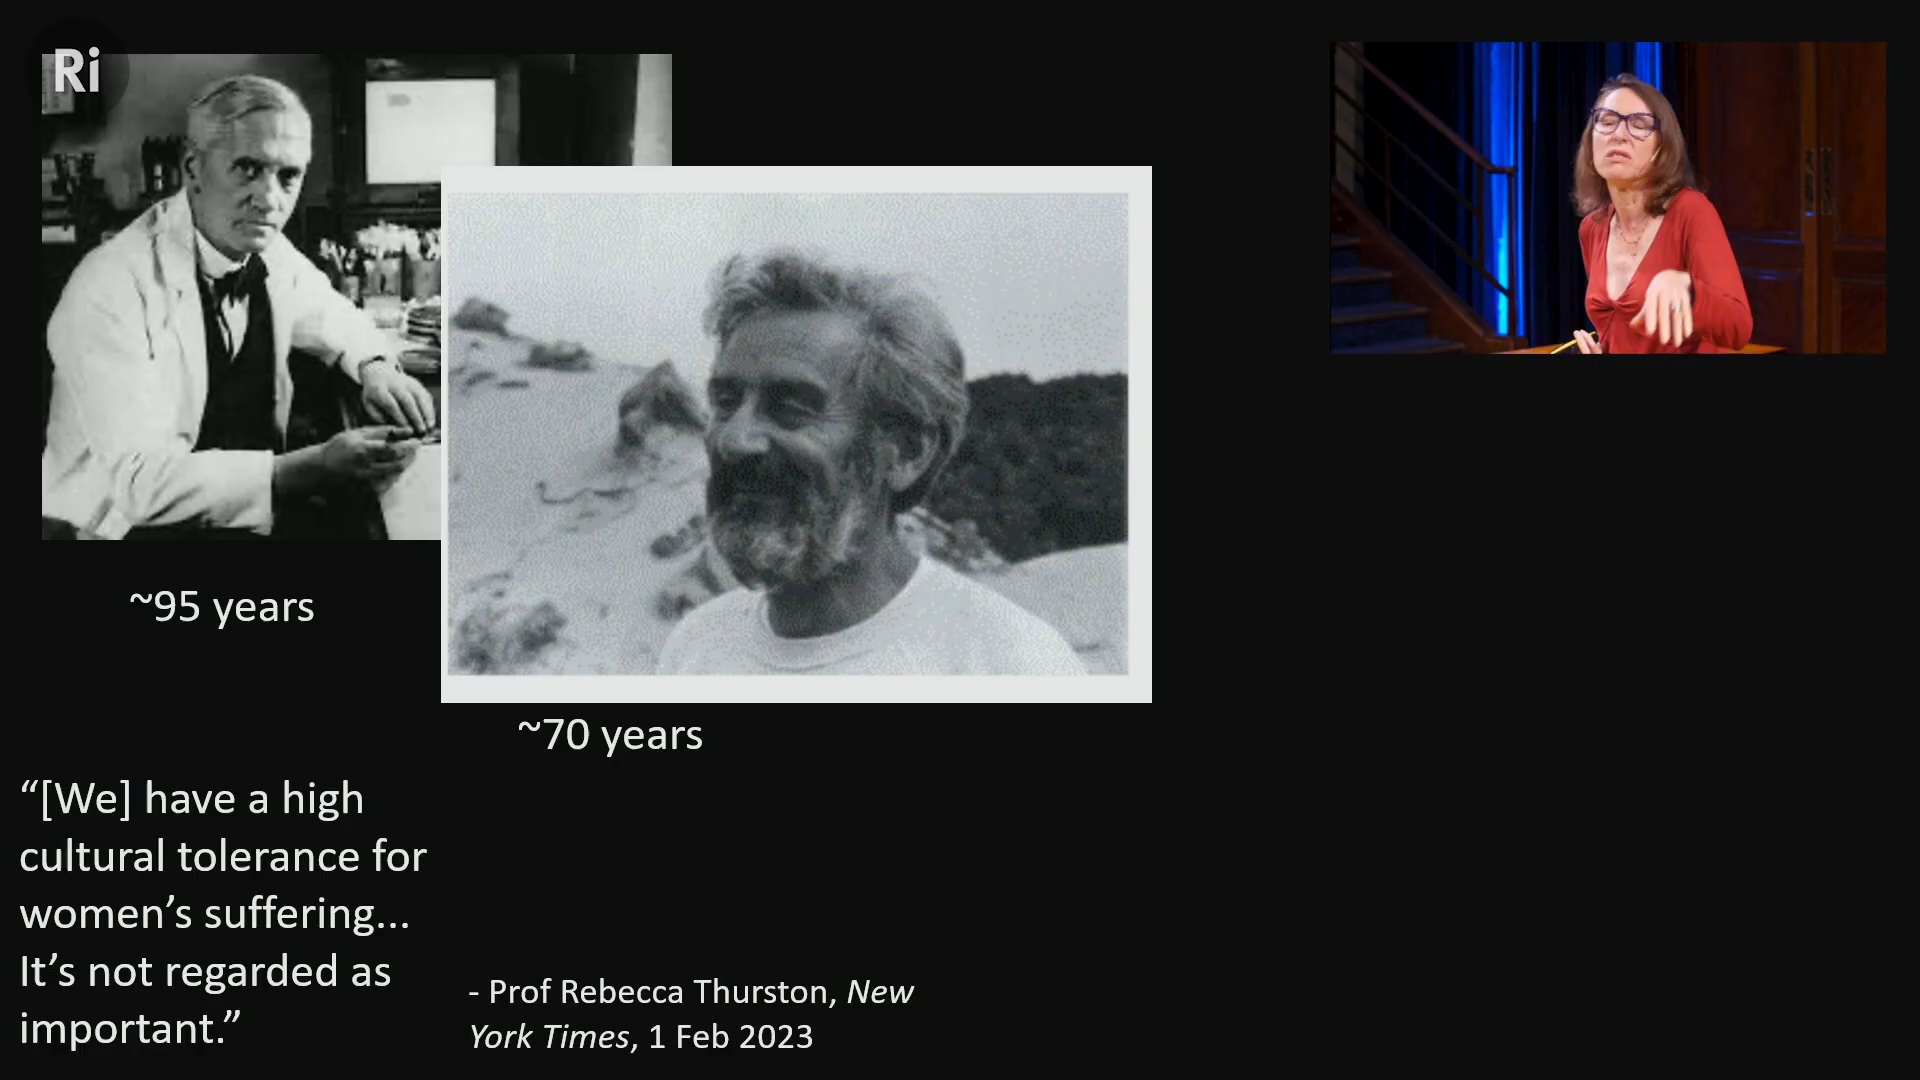 Ri
~95 years
~70 years
“[We] have a high
cultural tolerance for
women’s suffering...
It’s not regarded as
important.”
- Prof Rebecca Thurston, New
York Times, 1 Feb 2023